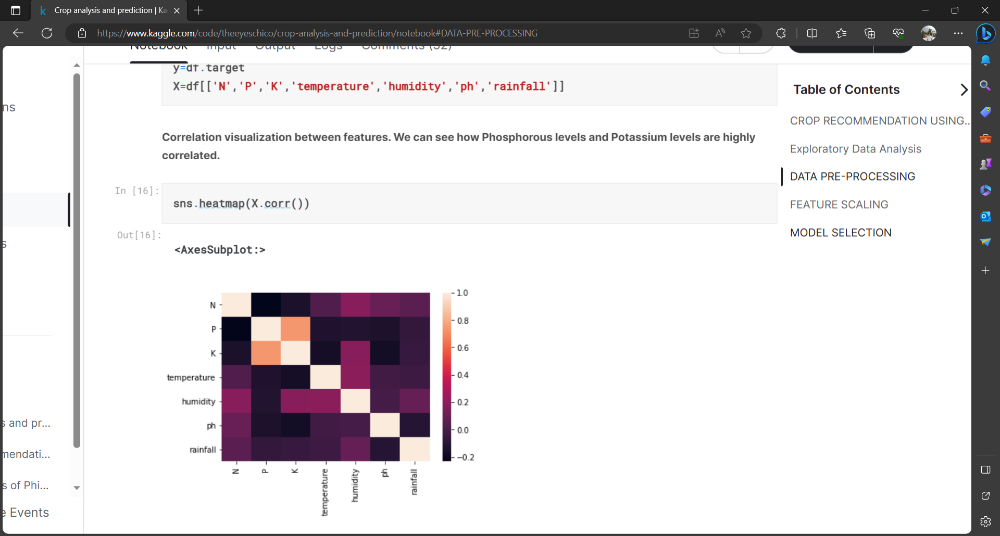 Crop analysis and prediction | Ka
https://www.kaggle.com/code/theeyeschico/crop-analysis-and-prediction/notebook#DATA-PRE-PROCESSING
Notebook Input Output Logs Comments (32)
y=df.target
X=df[['N','P','K','temperature','humidity','ph','rainfall']]
Correlation visualization between features. We can see how Phosphorous levels and Potassium levels are highly
correlated.
In [16]:
sns.heatmap(X.corr())
Out[16]:
<AxesSubplot:>
N
P
K
temperature
humidity
ph
rainfall
N P K temperature humidity ph rainfall
1.0
0.8
0.6
0.4
0.2
0.0
−0.2
Table of Contents
CROP RECOMMENDATION USING...
Exploratory Data Analysis
DATA PRE-PROCESSING
FEATURE SCALING
MODEL SELECTION
ns
s
s and pr...
mendati...
s of Phi...
e Events